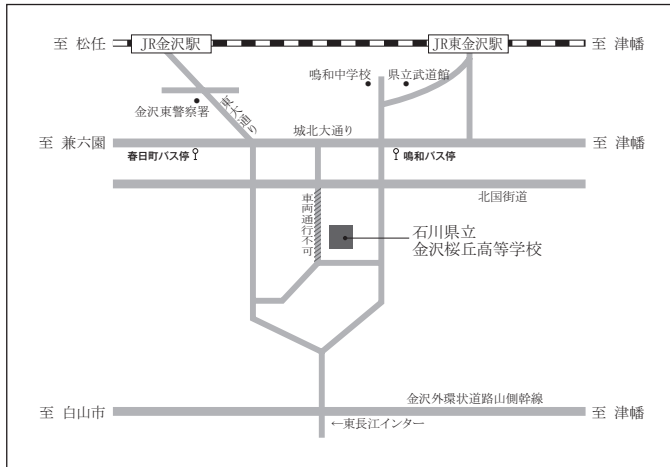 至 松任
JR金沢駅
JR東金沢駅
至 津幡
鳴和中学校
県立武道館
金沢東警察署
東大通り
城北大通り
至 兼六園
至 津幡
春日町バス停
鳴和バス停
北国街道
車両通行不可
石川県立
金沢桜丘高等学校
金沢外環状道路山側幹線
至 白山市
至 津幡
←東長江インター